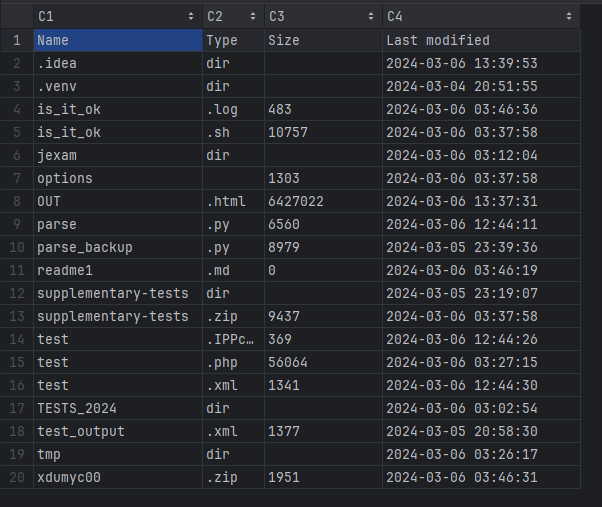 C1 C2 C3 C4
1 Name Type Size Last modified
2 .idea dir 2024-03-06 13:39:53
3 .venv dir 2024-03-04 20:51:55
4 is_it_ok .log 483 2024-03-06 03:46:36
5 is_it_ok .sh 10757 2024-03-06 03:37:58
6 jexam dir 2024-03-06 03:12:04
7 options 1303 2024-03-06 03:37:58
8 OUT .html 6427022 2024-03-06 13:37:31
9 parse .py 6560 2024-03-06 12:44:11
10 parse_backup .py 8979 2024-03-05 23:39:36
11 readme1 .md 0 2024-03-06 03:46:19
12 supplementary-tests dir 2024-03-05 23:19:07
13 supplementary-tests .zip 9437 2024-03-06 03:37:58
14 test .IPPc… 369 2024-03-06 12:44:26
15 test .php 56064 2024-03-06 03:27:15
16 test .xml 1341 2024-03-06 12:44:30
17 TESTS_2024 dir 2024-03-06 03:02:54
18 test_output .xml 1377 2024-03-05 20:58:30
19 tmp dir 2024-03-06 03:26:17
20 xdumyc00 .zip 1951 2024-03-06 03:46:31